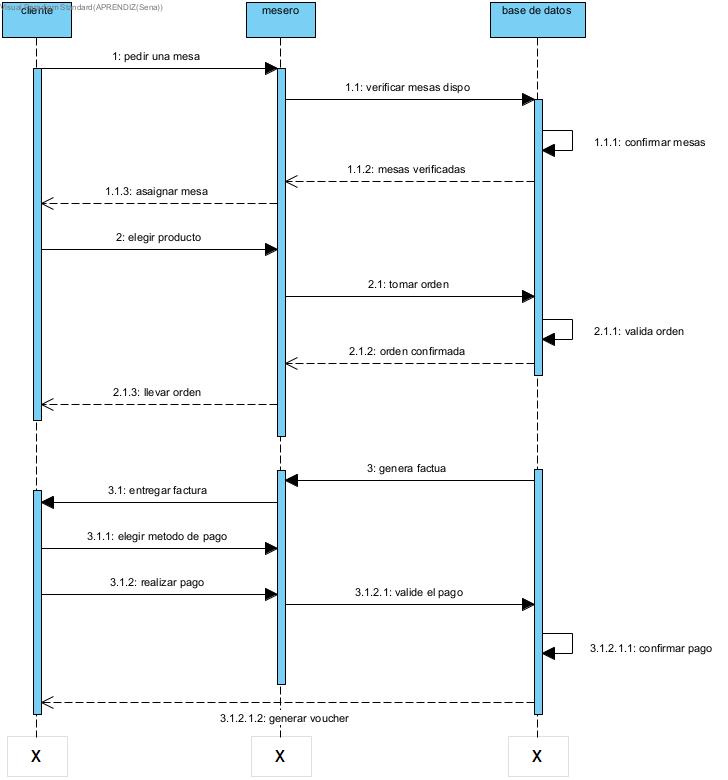 Visual Paradigm Standard(APRENDIZ(Sena))
cliente
mesero
base de datos
1: pedir una mesa
1.1: verificar mesas dispo
1.1.1: confirmar mesas
1.1.2: mesas verificadas
1.1.3: asaignar mesa
2: elegir producto
2.1: tomar orden
2.1.1: valida orden
2.1.2: orden confirmada
2.1.3: llevar orden
3: genera factua
3.1: entregar factura
3.1.1: elegir metodo de pago
3.1.2: realizar pago
3.1.2.1: valide el pago
3.1.2.1.1: confirmar pago
3.1.2.1.2: generar voucher
X
X
X